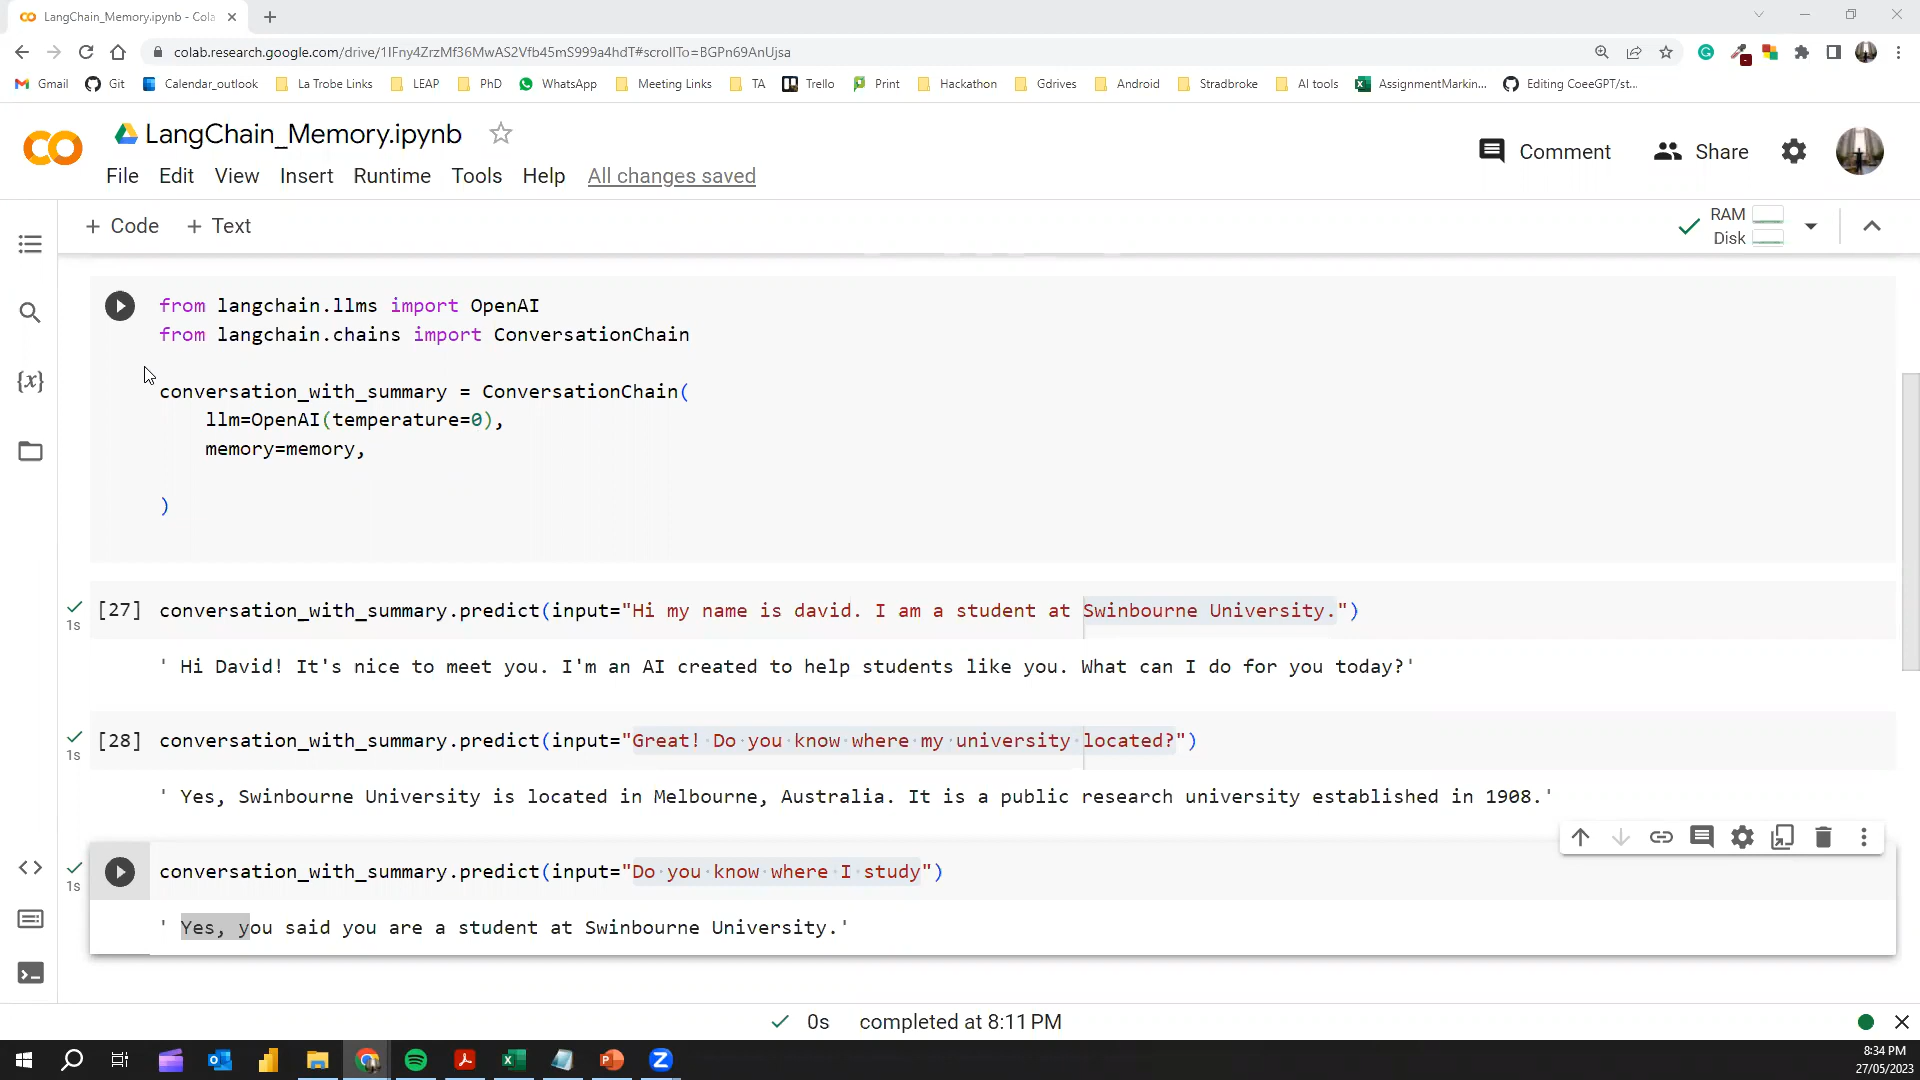 LangChain_Memory.ipynb - Cola
colab.research.google.com/drive/1IFny4ZrzMf36MwAS2Vfb45mS999a4hdT#scrollTo=BGPn69AnUjsa
Gmail Git Calendar_outlook La Trobe Links LEAP PhD WhatsApp Meeting Links TA Trello Print Hackathon Gdrives Android Stradbroke AI tools AssignmentMarkin... Editing CoeeGPT/st...
LangChain_Memory.ipynb
Comment Share
File Edit View Insert Runtime Tools Help All changes saved
+ Code + Text
RAM
Disk
from langchain.llms import OpenAI
from langchain.chains import ConversationChain
{x}
conversation_with_summary = ConversationChain(
llm=OpenAI(temperature=0),
memory=memory,
)
[27] conversation_with_summary.predict(input="Hi my name is david. I am a student at Swinbourne University.")
1s
' Hi David! It's nice to meet you. I'm an AI created to help students like you. What can I do for you today?'
[28] conversation_with_summary.predict(input="Great! Do you know where my university located?")
1s
' Yes, Swinbourne University is located in Melbourne, Australia. It is a public research university established in 1908.'
conversation_with_summary.predict(input="Do you know where I study")
1s
' Yes, you said you are a student at Swinbourne University.'
0s completed at 8:11 PM
8:34 PM
27/05/2023